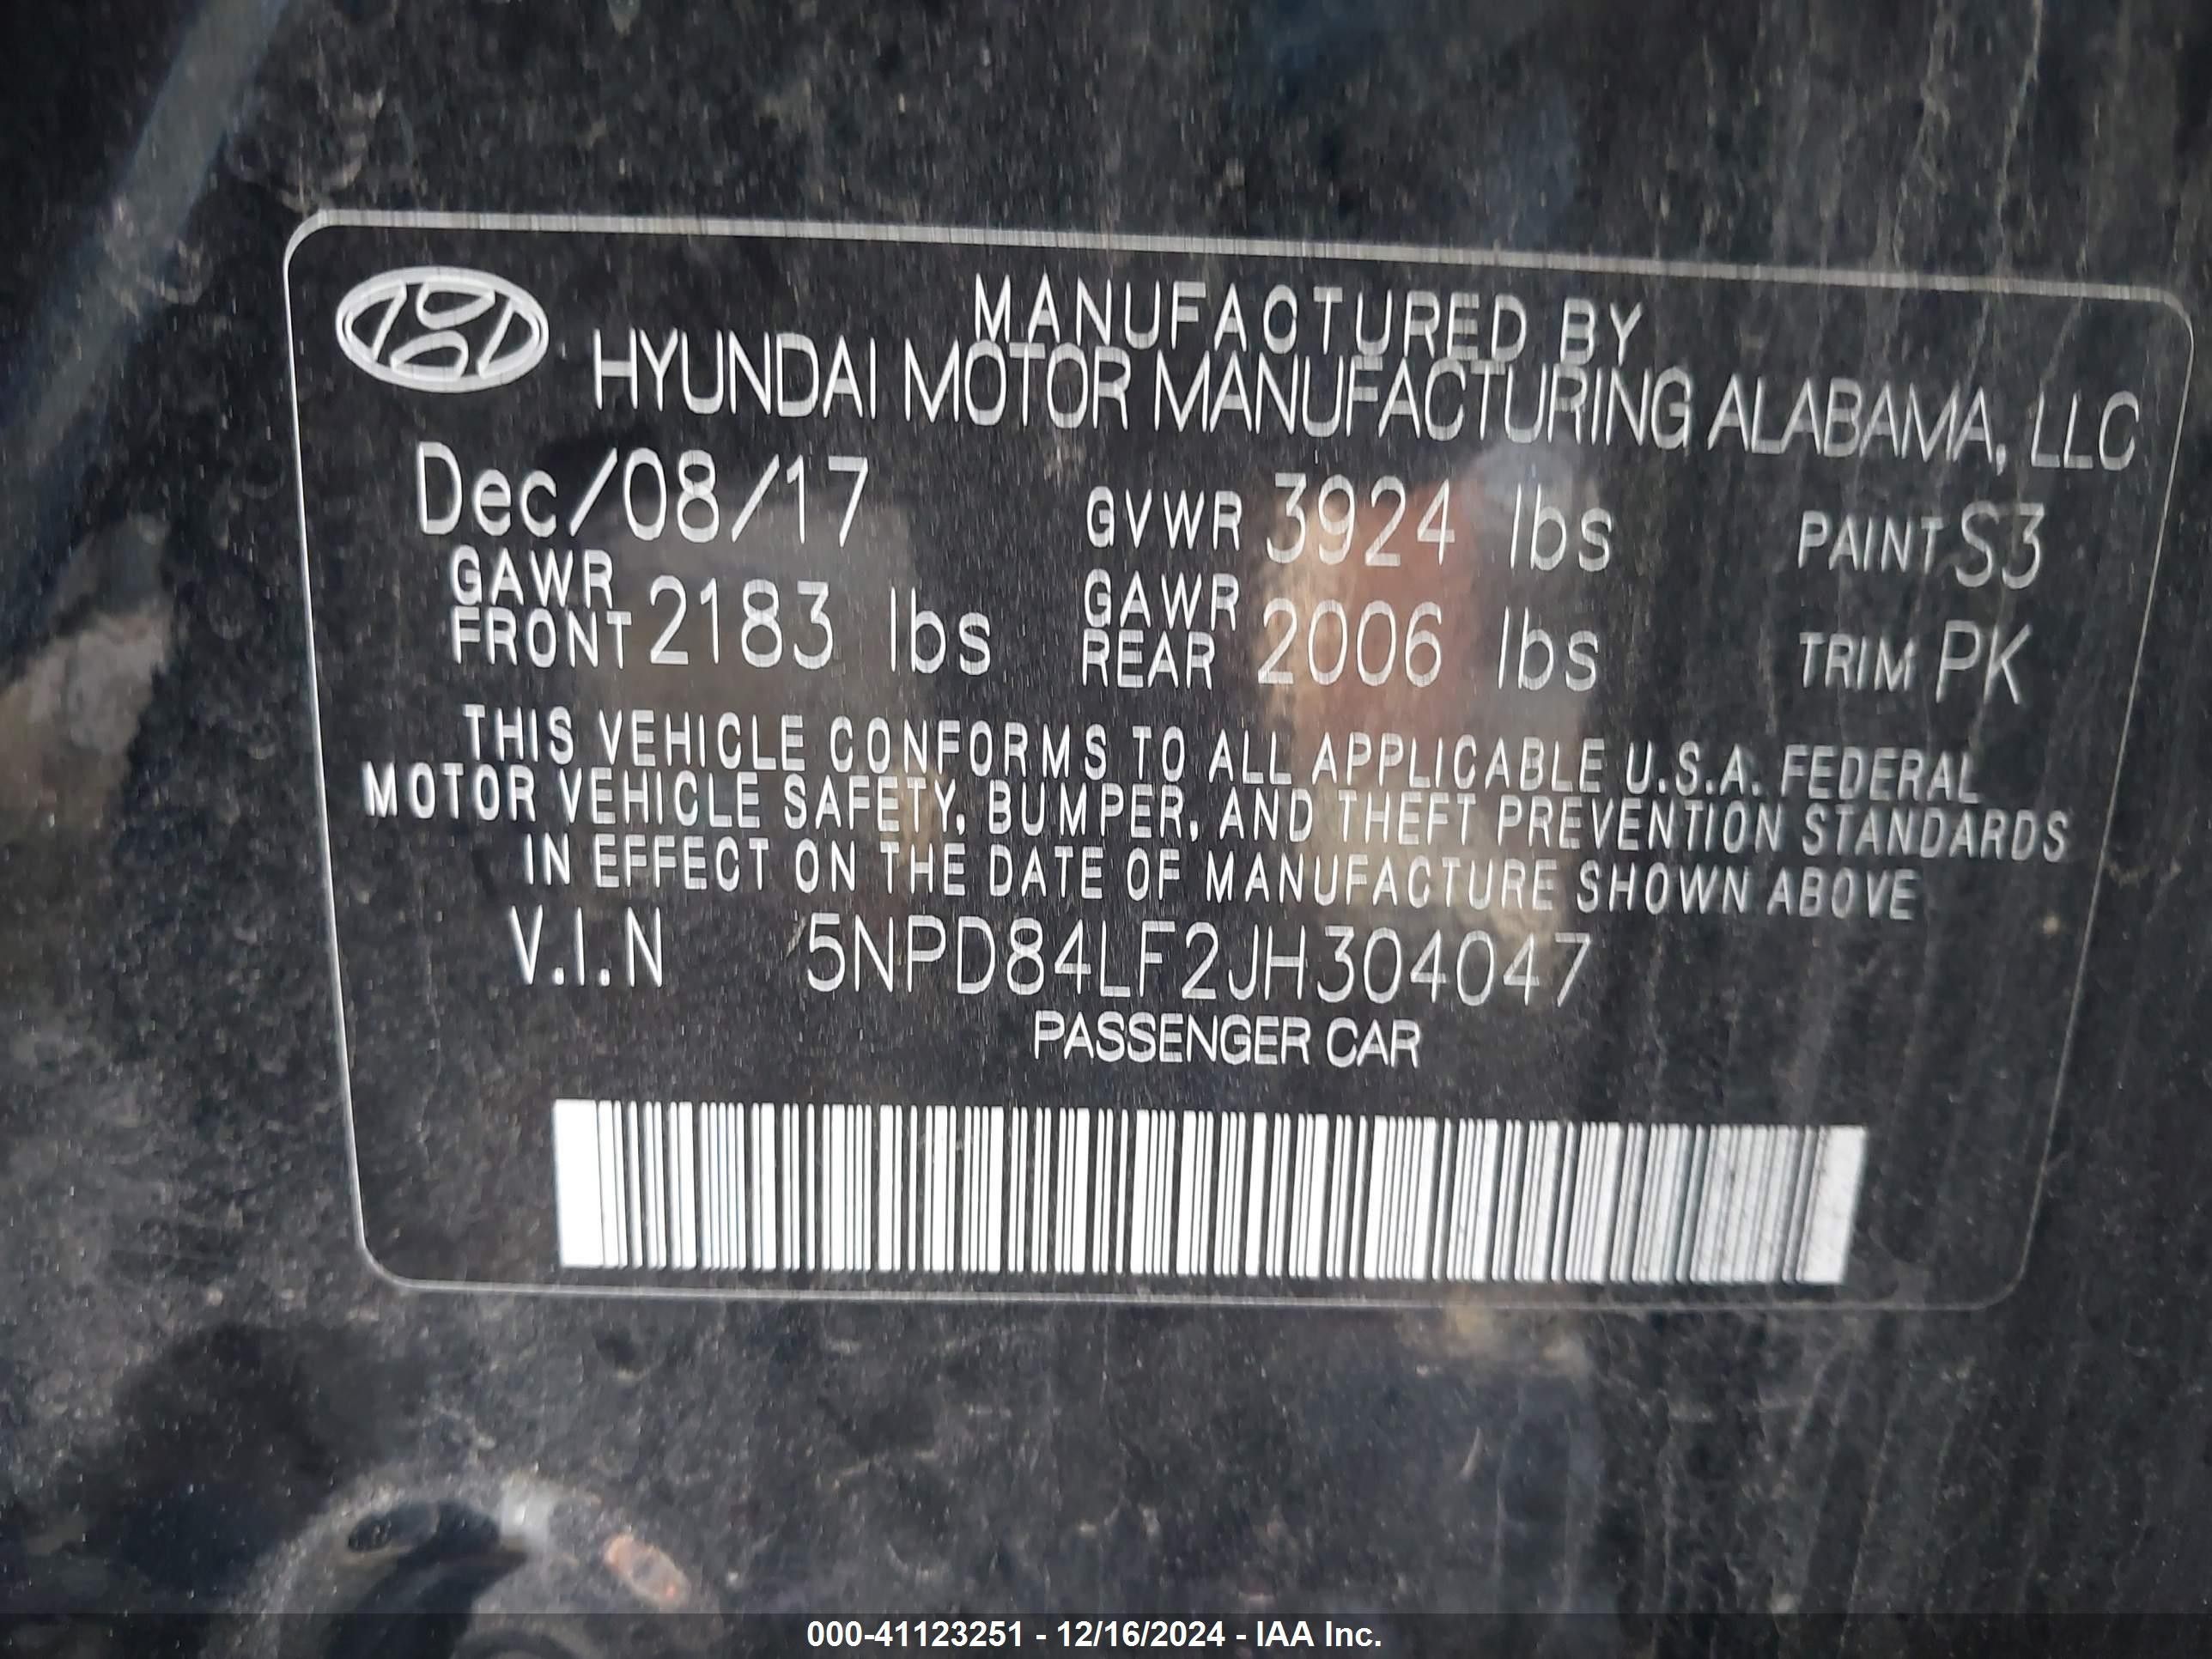 MANUFACTURED BY
HYUNDAI MOTOR MANUFACTURING ALABAMA, LLC
Dec/08/17 GVWR 3924 lbs PAINT S3
GAWR FRONT 2183 lbs GAWR REAR 2006 lbs TRIM PK
THIS VEHICLE CONFORMS TO ALL APPLICABLE U.S.A. FEDERAL
MOTOR VEHICLE SAFETY, BUMPER, AND THEFT PREVENTION STANDARDS
IN EFFECT ON THE DATE OF MANUFACTURE SHOWN ABOVE
V.I.N 5NPD84LF2JH304047
PASSENGER CAR
000-41123251 - 12/16/2024 - IAA Inc.